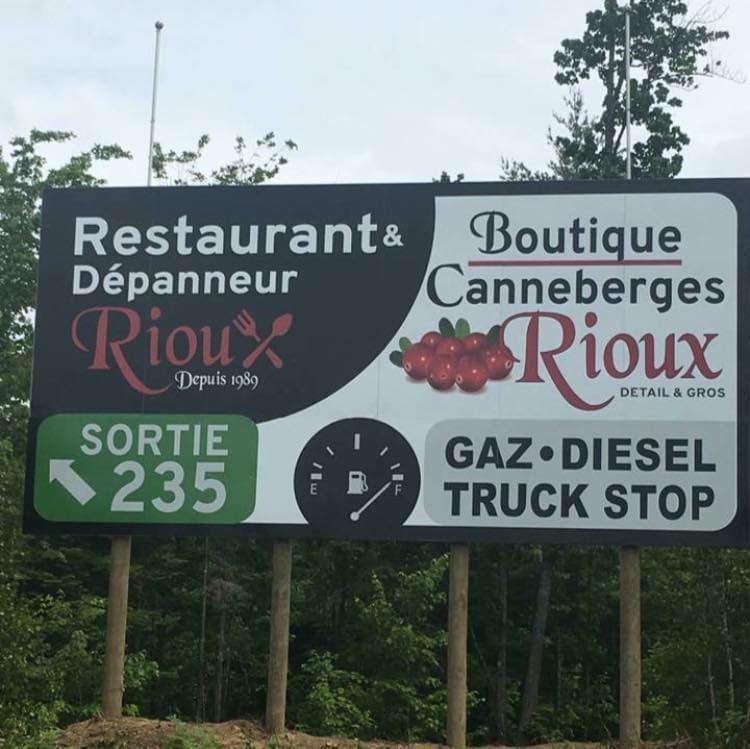 Restaurant &
Dépanneur
Rioux
Depuis 1989
Boutique
Canneberges
Rioux
DETAIL & GROS
SORTIE
235
E F
GAZ • DIESEL
TRUCK STOP